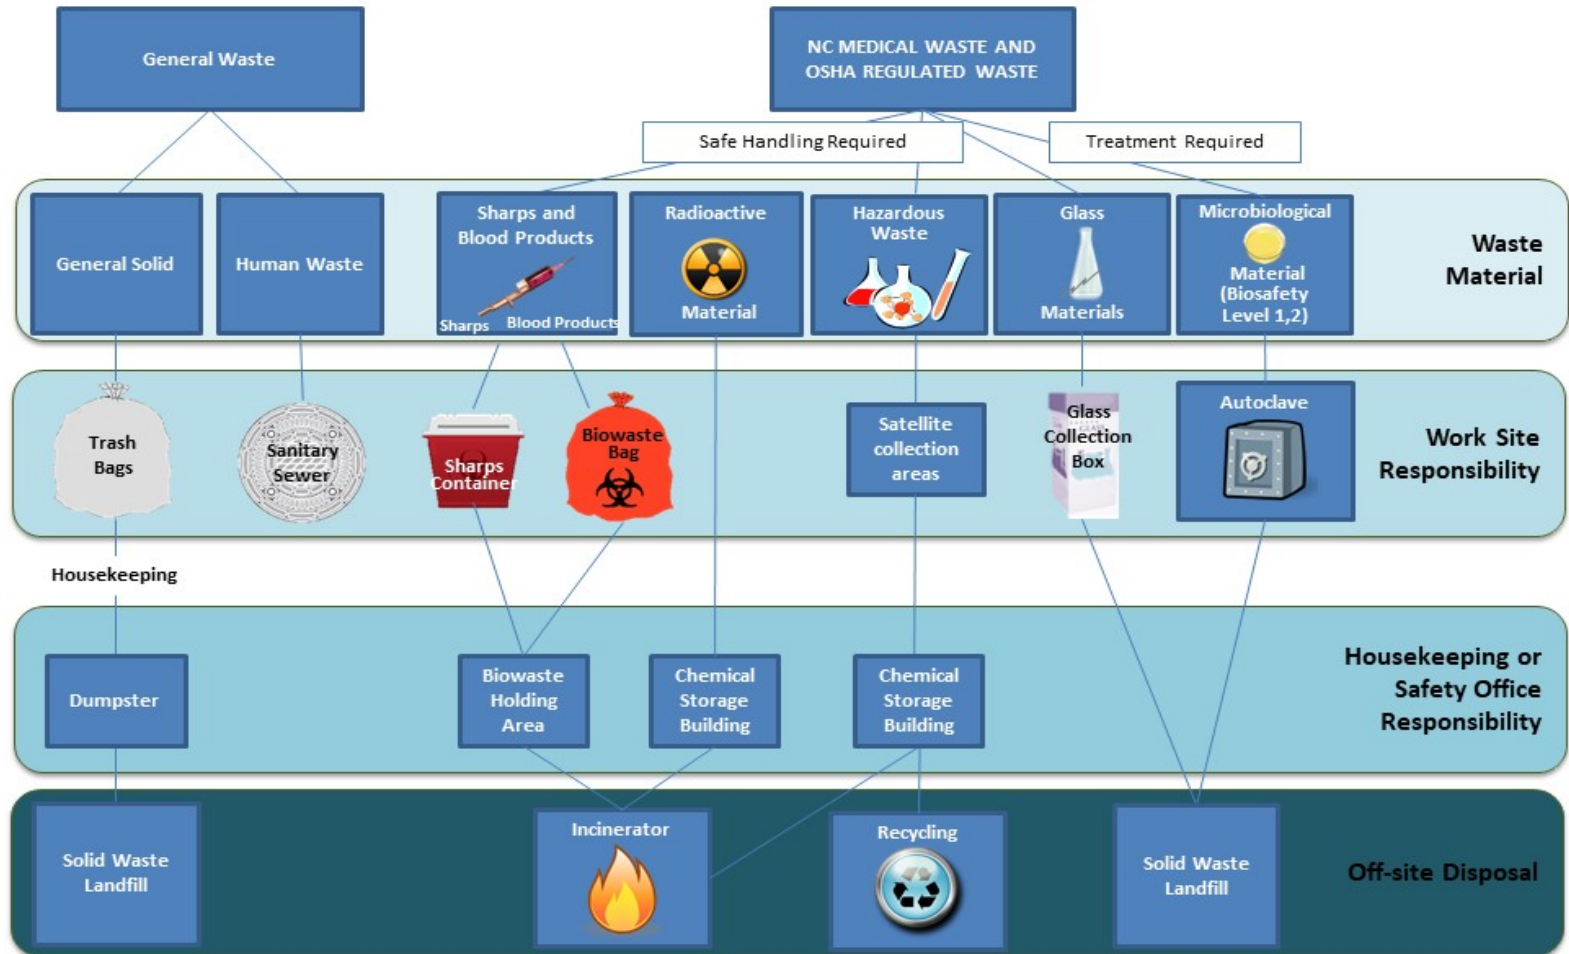 General Waste
NC MEDICAL WASTE AND
OSHA REGULATED WASTE
Safe Handling Required
Treatment Required
General Solid
Human Waste
Sharps and
Blood Products
Sharps
Blood Products
Radioactive
Material
Hazardous
Waste
Glass
Materials
Microbiological
Material
(Biosafety
Level 1,2)
Waste
Material
Trash
Bags
Sanitary
Sewer
Sharps
Container
Biowaste
Bag
Satellite
collection
areas
Glass
Collection
Box
Autoclave
Work Site
Responsibility
Housekeeping
Dumpster
Biowaste
Holding
Area
Chemical
Storage
Building
Chemical
Storage
Building
Housekeeping or
Safety Office
Responsibility
Solid Waste
Landfill
Incinerator
Recycling
Solid Waste
Landfill
Off-site Disposal